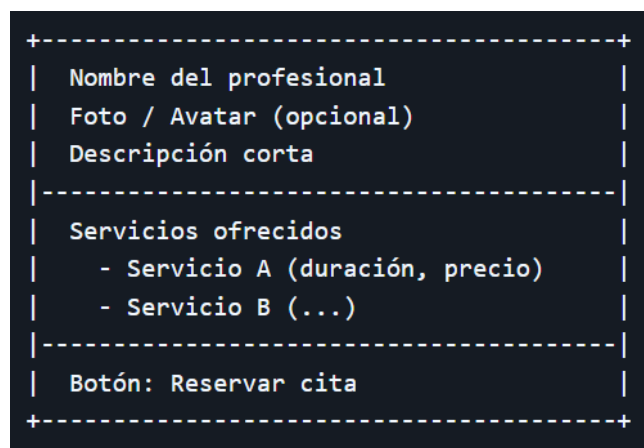 +----------------------------------------+
|  Nombre del profesional                |
|  Foto / Avatar (opcional)              |
|  Descripción corta                     |
|----------------------------------------|
|  Servicios ofrecidos                   |
|    - Servicio A (duración, precio)     |
|    - Servicio B (...)                  |
|----------------------------------------|
|  Botón: Reservar cita                  |
+----------------------------------------+